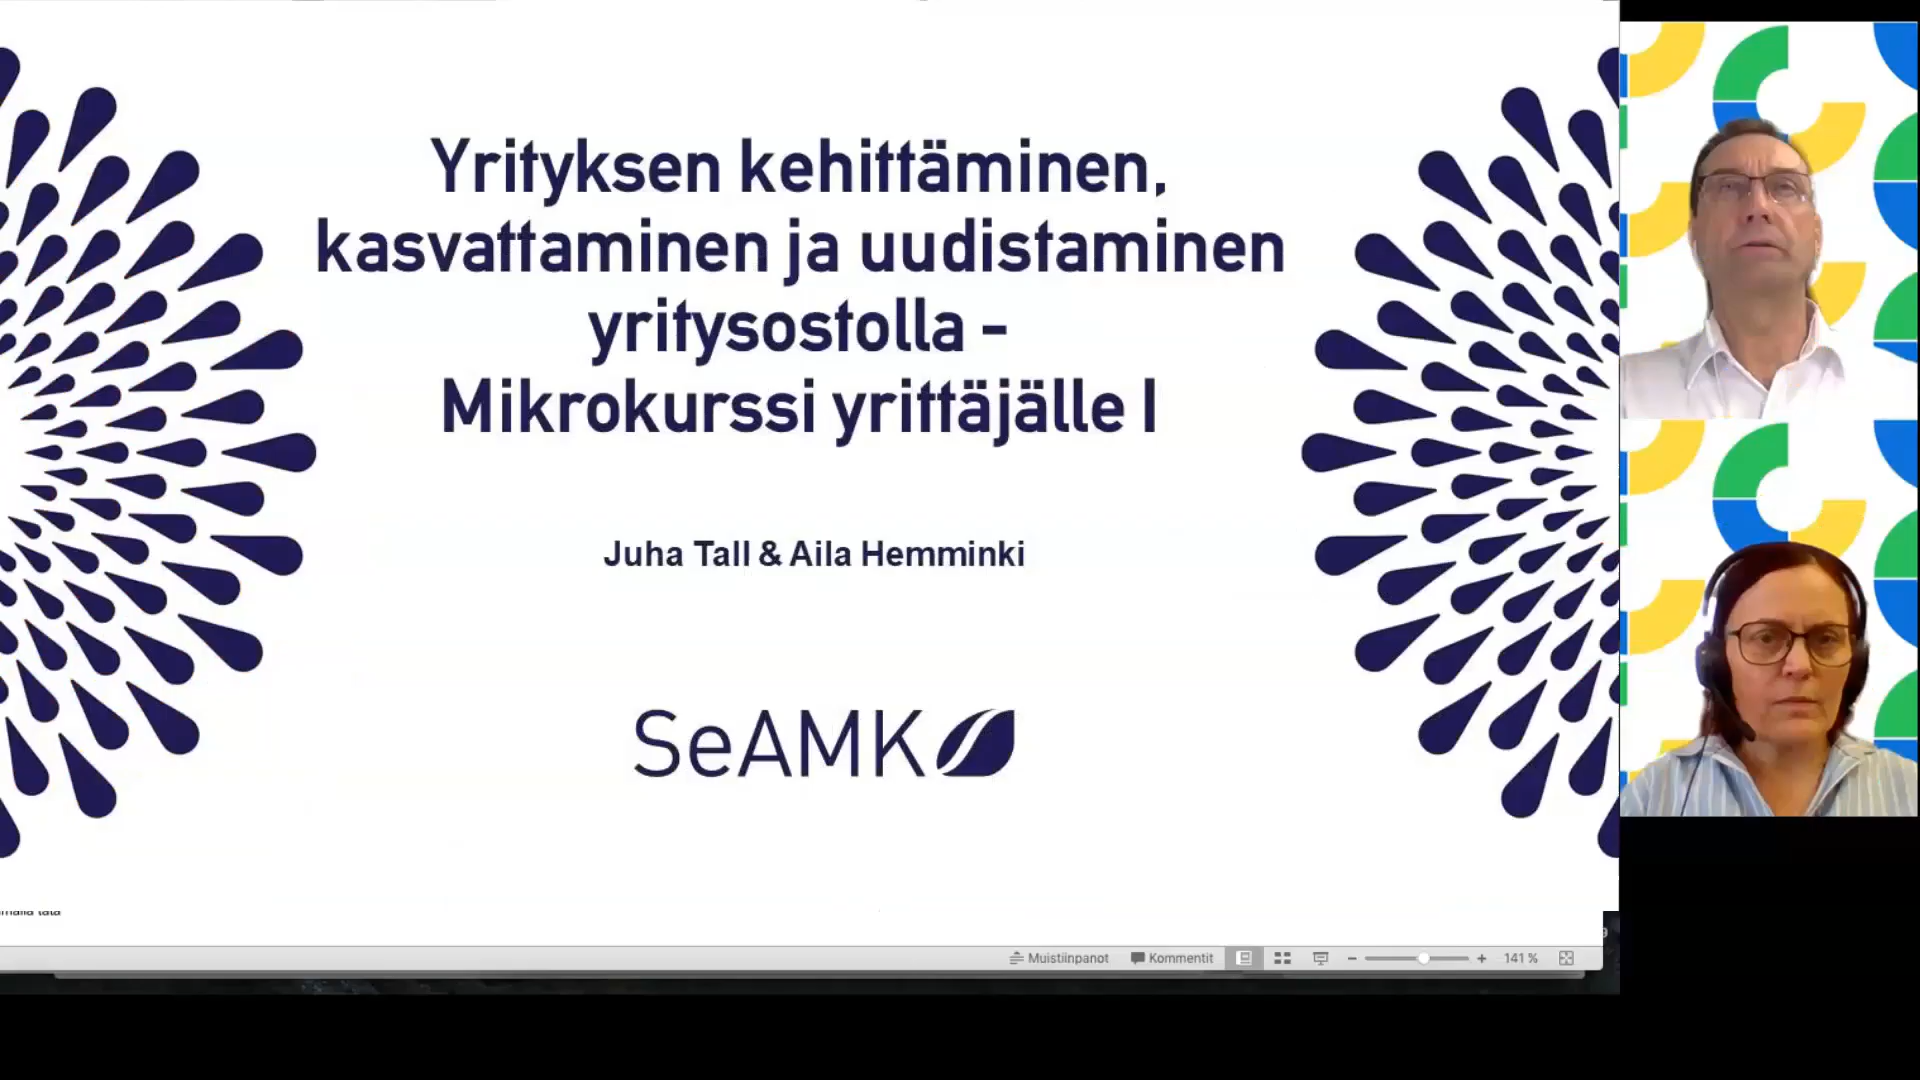 Yrityksen kehittäminen,
kasvattaminen ja uudistaminen
yritysostolla –
Mikrokurssi yrittäjälle I
Juha Tall & Aila Hemminki
SeAMK
Muistiinpanot
Kommentit
141 %